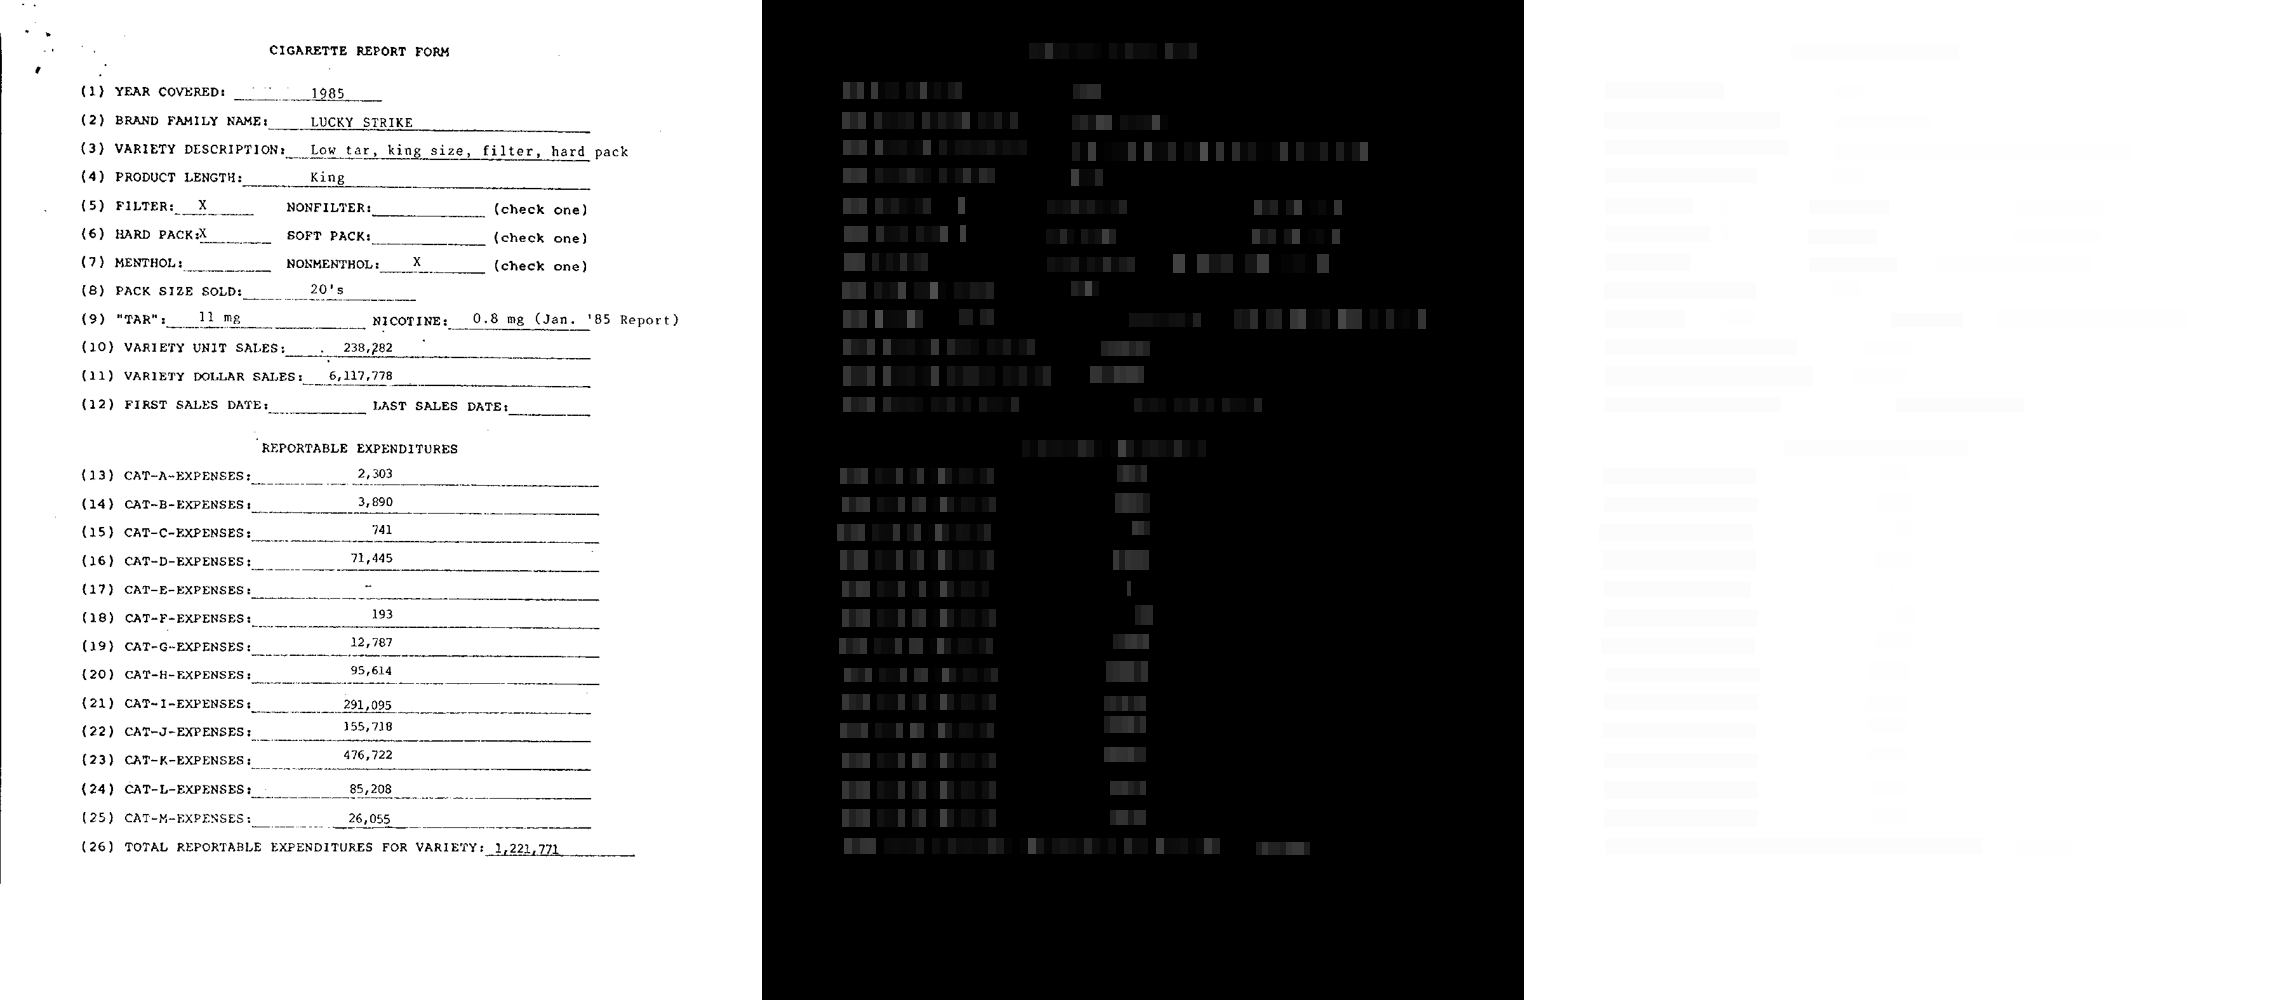 CIGARETTE REPORT FORM
(1) YEAR COVERED: 1985
(2) BRAND FAMILY NAME: LUCKY STRIKE
(3) VARIETY DESCRIPTION: Low tar, king size, filter, hard pack
(4) PRODUCT LENGTH: King
(5) FILTER: X NONFILTER: (check one)
(6) HARD PACK: X SOFT PACK: (check one)
(7) MENTHOL: NONMENTHOL: X (check one)
(8) PACK SIZE SOLD: 20's
(9) "TAR": 11 mg NICOTINE: 0.8 mg (Jan. '85 Report)
(10) VARIETY UNIT SALES: 238,282
(11) VARIETY DOLLAR SALES: 6,117,778
(12) FIRST SALES DATE: LAST SALES DATE:
REPORTABLE EXPENDITURES
(13) CAT-A-EXPENSES: 2,303
(14) CAT-B-EXPENSES: 3,890
(15) CAT-C-EXPENSES: 741
(16) CAT-D-EXPENSES: 71,445
(17) CAT-E-EXPENSES: -
(18) CAT-F-EXPENSES: 193
(19) CAT-G-EXPENSES: 12,787
(20) CAT-H-EXPENSES: 95,614
(21) CAT-I-EXPENSES: 291,095
(22) CAT-J-EXPENSES: 155,718
(23) CAT-K-EXPENSES: 476,722
(24) CAT-L-EXPENSES: 85,208
(25) CAT-M-EXPENSES: 26,055
(26) TOTAL REPORTABLE EXPENDITURES FOR VARIETY: 1,221,771